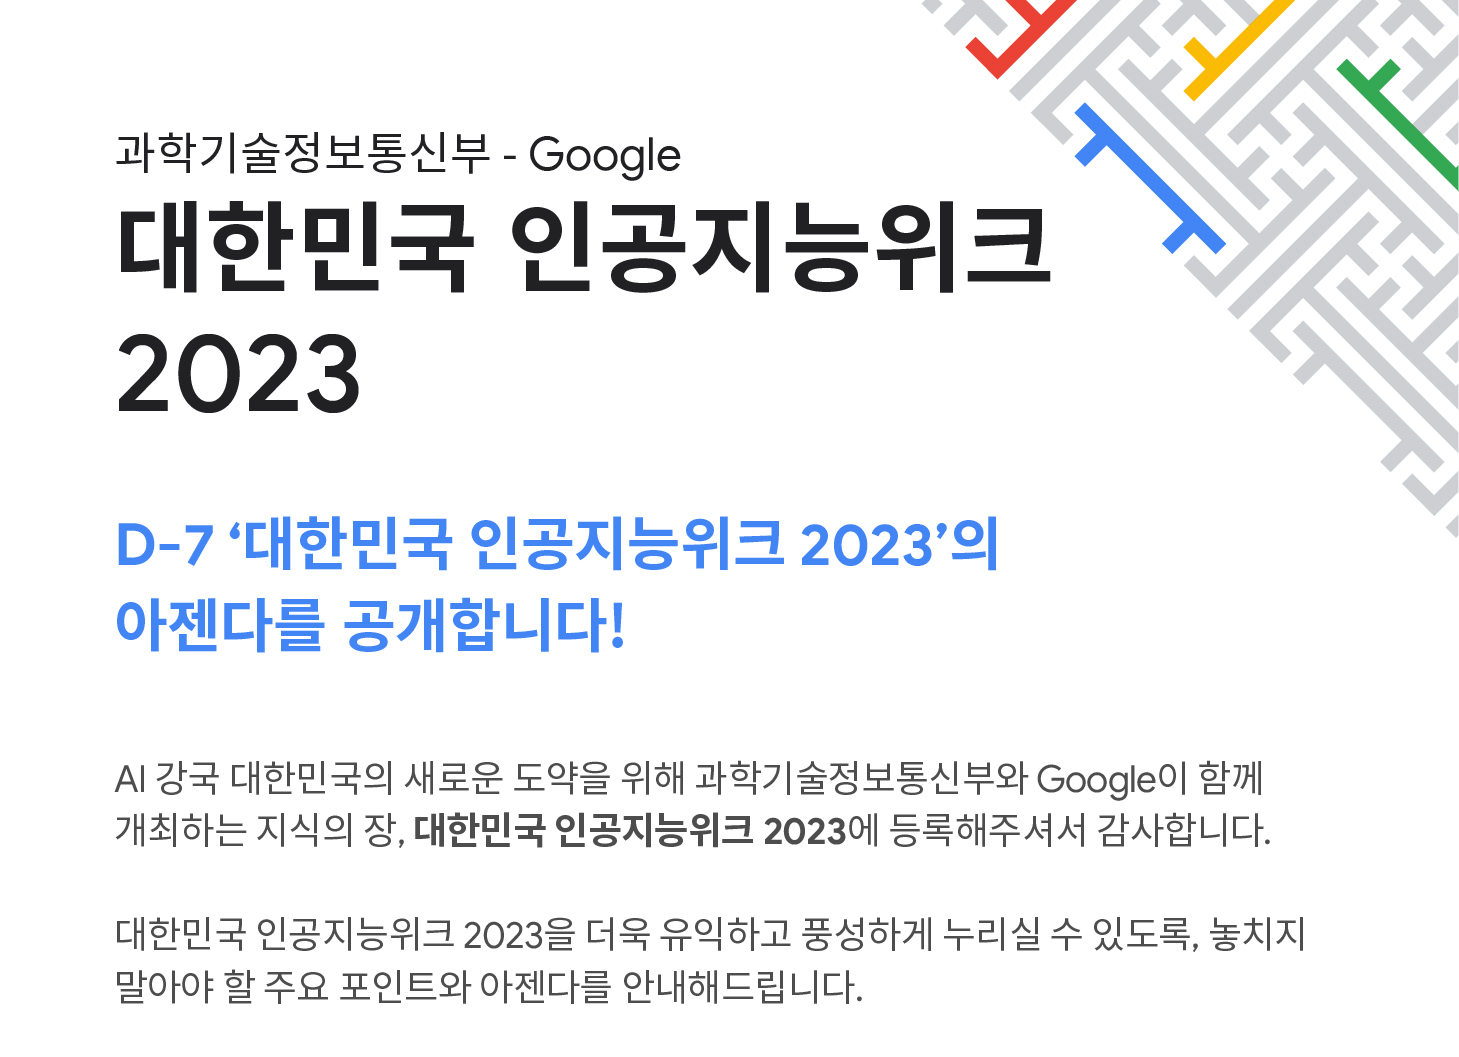 과학기술정보통신부 - Google
대한민국 인공지능위크
2023
D-7 ‘대한민국 인공지능위크 2023’의
아젠다를 공개합니다!
AI 강국 대한민국의 새로운 도약을 위해 과학기술정보통신부와 Google이 함께
개최하는 지식의 장, 대한민국 인공지능위크 2023에 등록해주셔서 감사합니다.
대한민국 인공지능위크 2023을 더욱 유익하고 풍성하게 누리실 수 있도록, 놓치지
말아야 할 주요 포인트와 아젠다를 안내해드립니다.